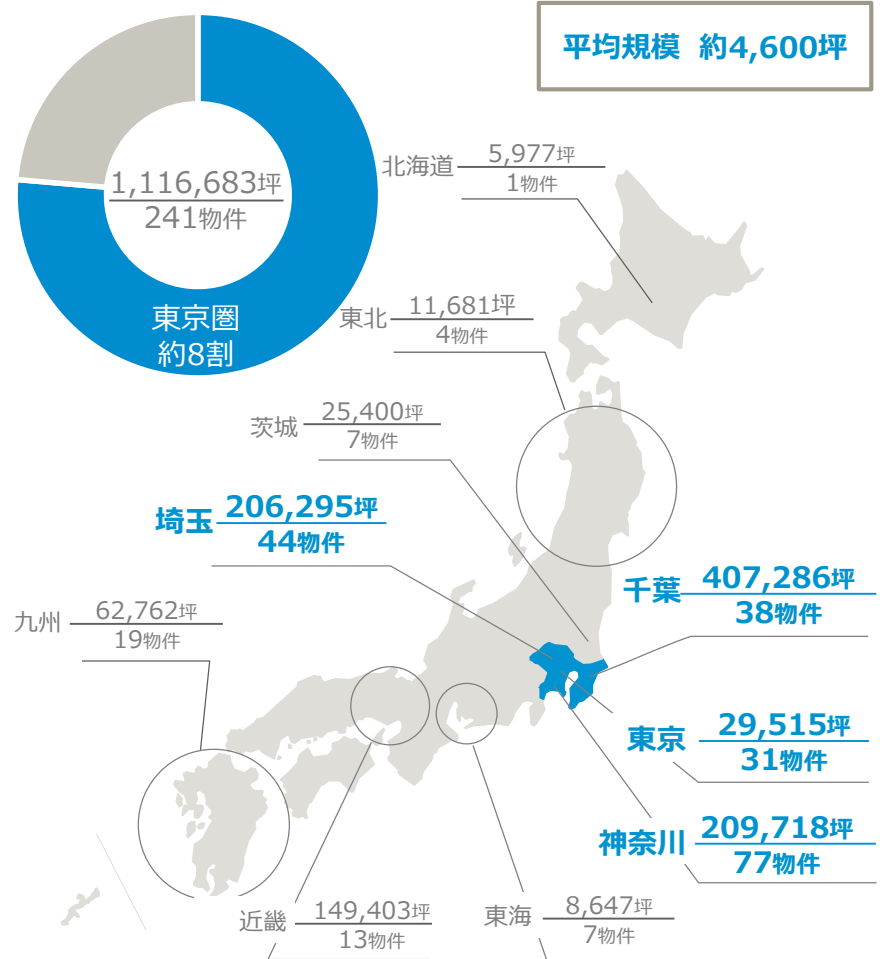 平均規模 約4,600坪
1,116,683坪
241物件
東京圏
約8割
北海道 5,977坪
1物件
東北 11,681坪
4物件
茨城 25,400坪
7物件
埼玉 206,295坪
44物件
千葉 407,286坪
38物件
九州 62,762坪
19物件
東京 29,515坪
31物件
神奈川 209,718坪
77物件
近畿 149,403坪
13物件
東海 8,647坪
7物件